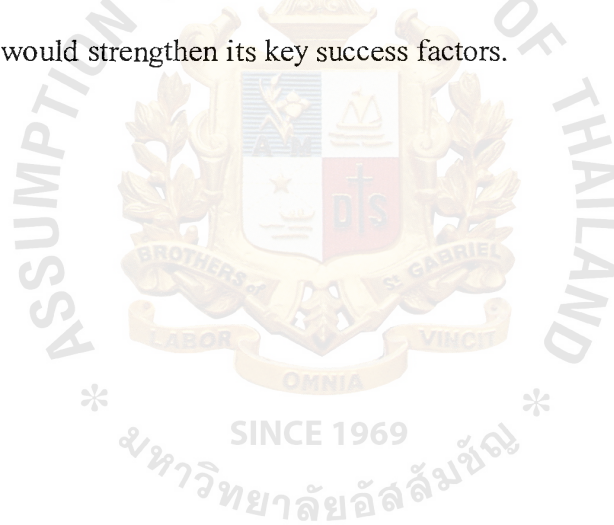 would strengthen its key success factors.
ASSUMPTION
OF THAILAND
A M
D S
BROTHERS of
St GABRIEL
LABOR
VINCIT
OMNIA
* *
SINCE 1969
มหาวิทยาลัยอัสสัมชัญ